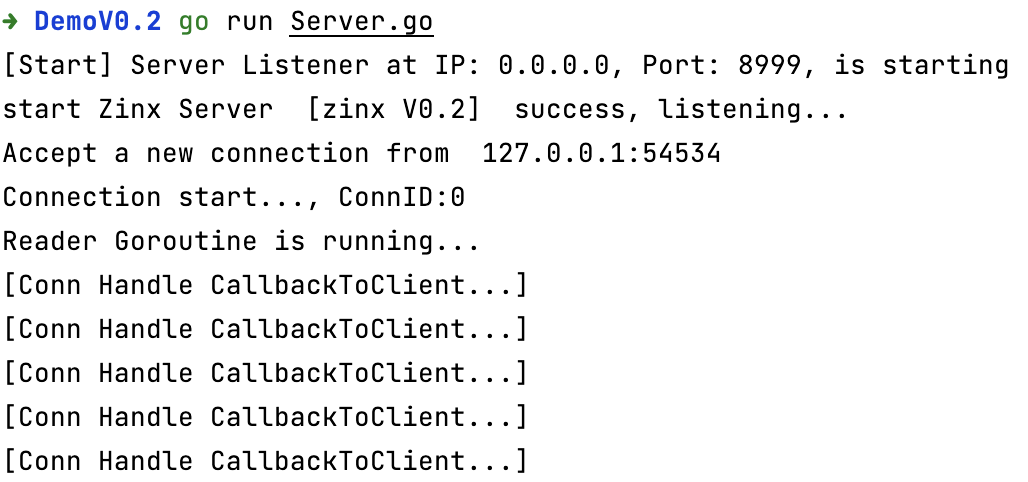 ➜ DemoV0.2 go run Server.go
[Start] Server Listener at IP: 0.0.0.0, Port: 8999, is starting
start Zinx Server  [zinx V0.2]  success, listening...
Accept a new connection from  127.0.0.1:54534
Connection start..., ConnID:0
Reader Goroutine is running...
[Conn Handle CallbackToClient...]
[Conn Handle CallbackToClient...]
[Conn Handle CallbackToClient...]
[Conn Handle CallbackToClient...]
[Conn Handle CallbackToClient...]